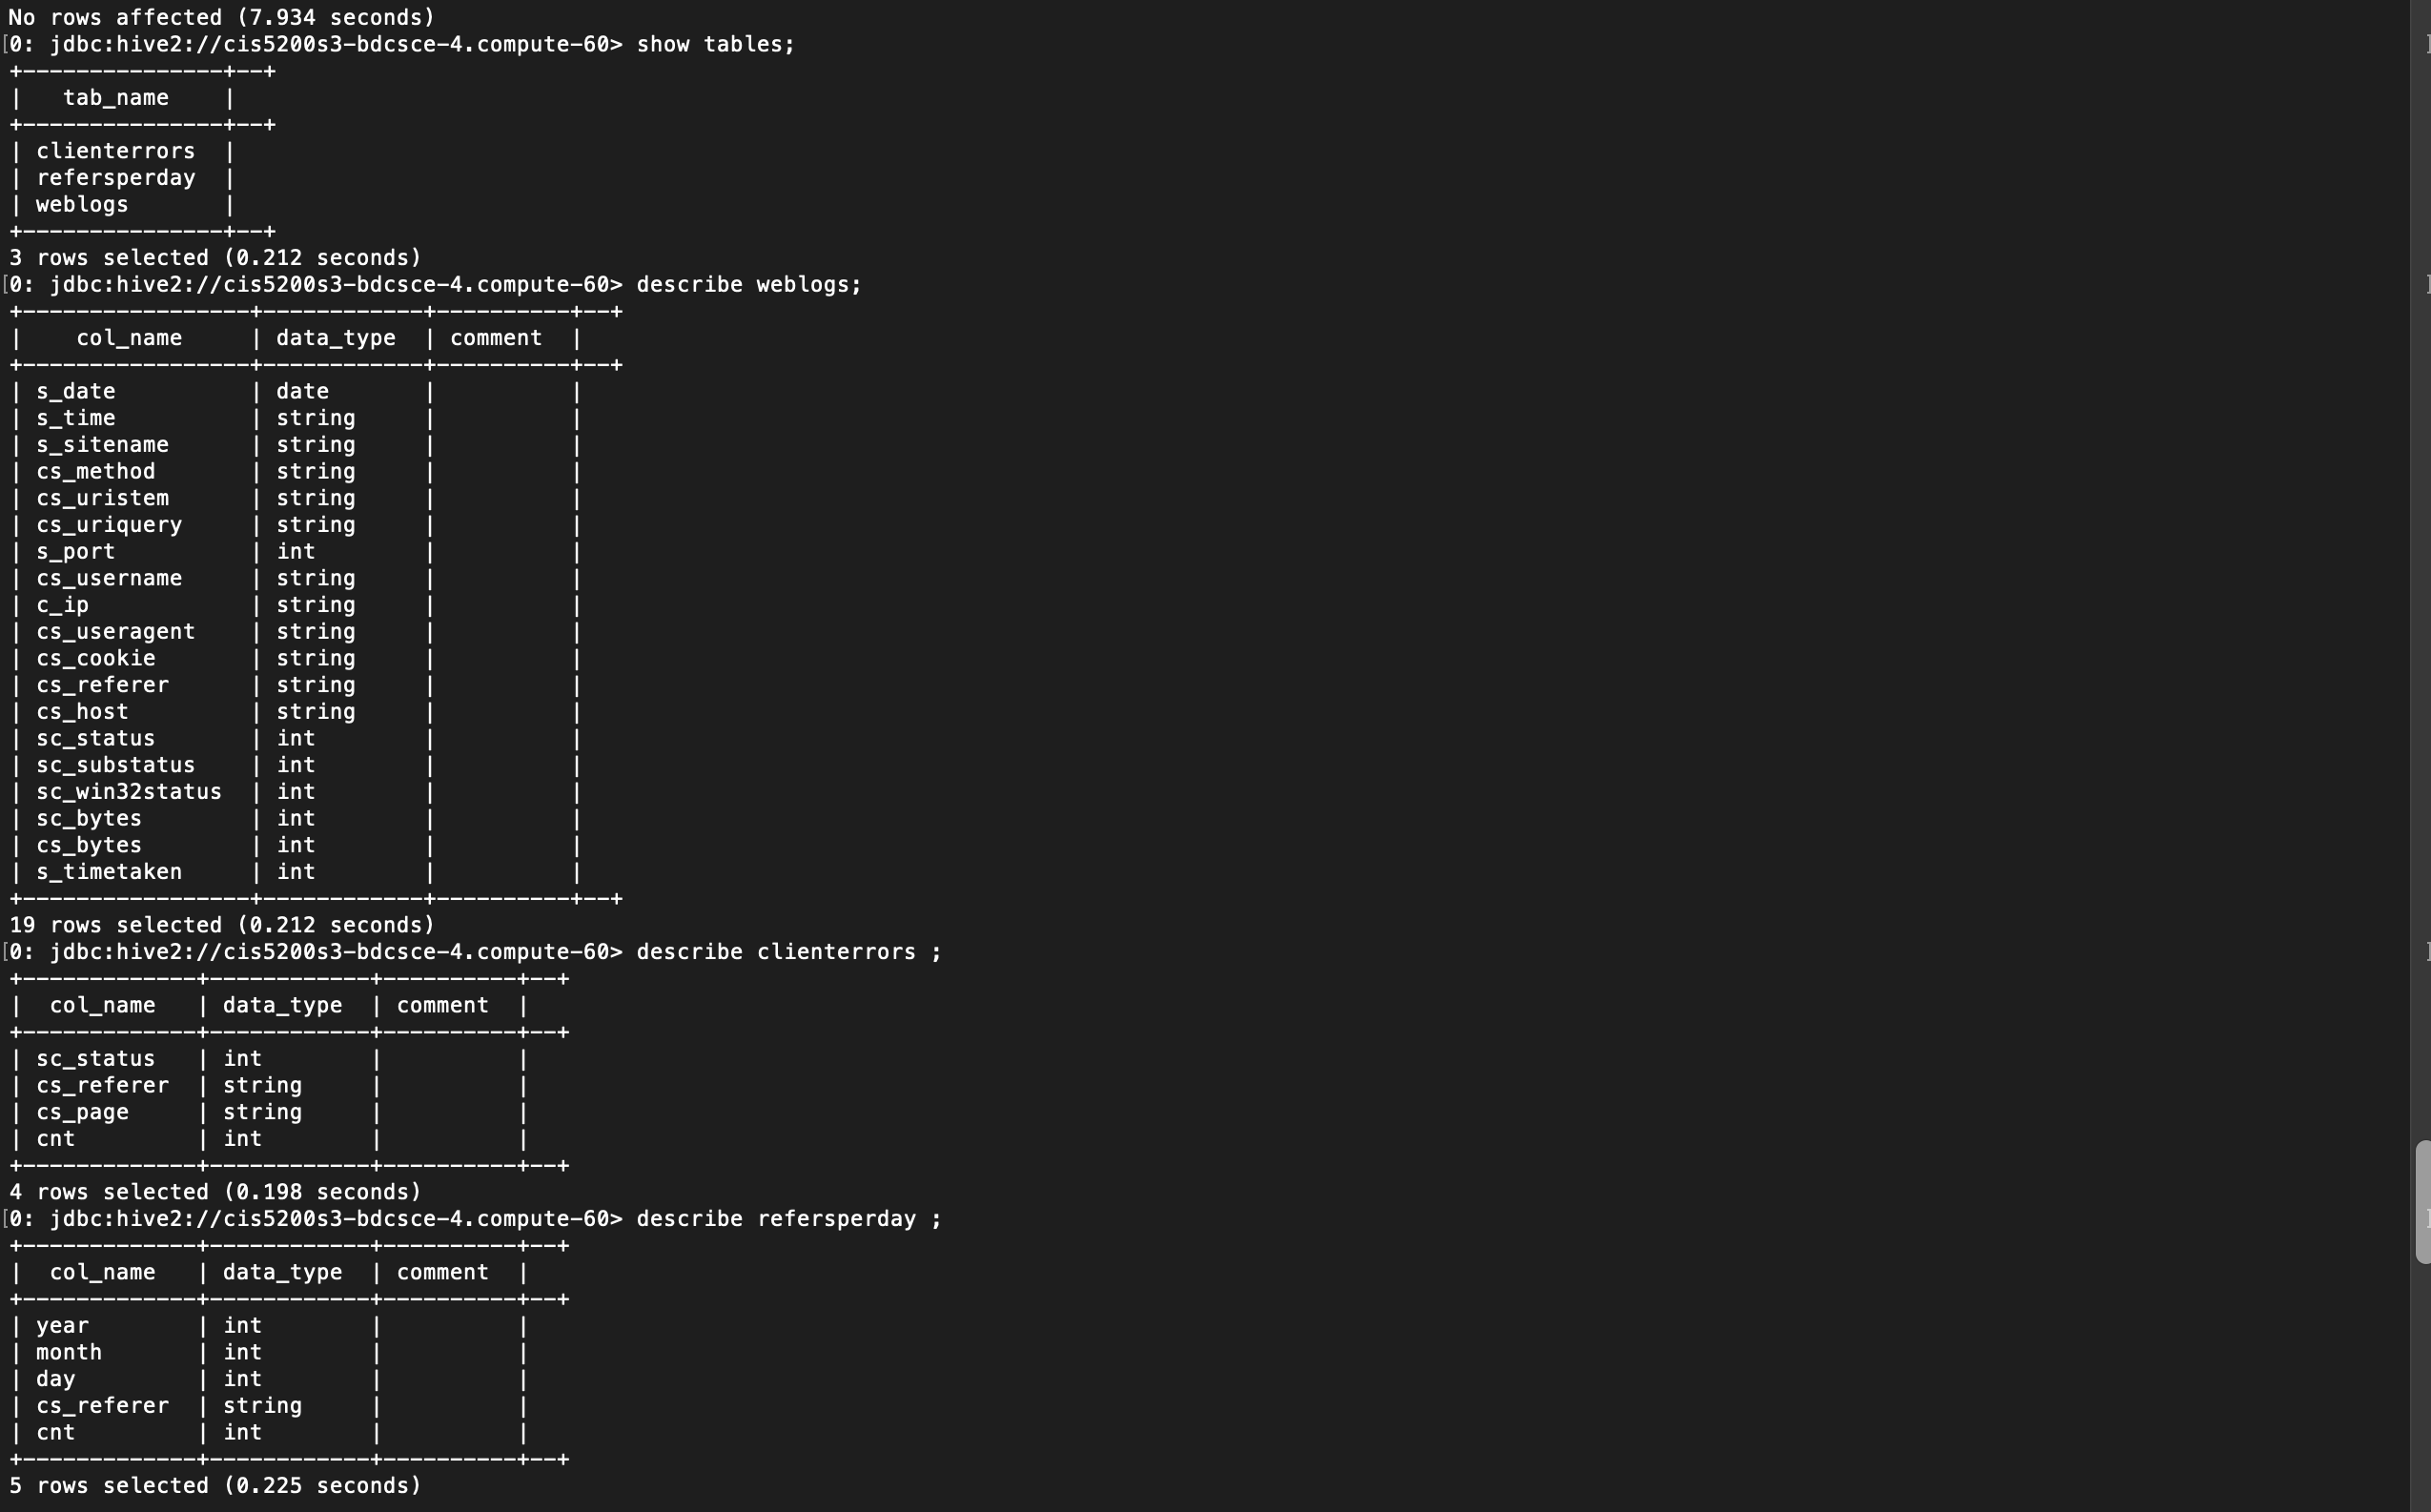 No rows affected (7.934 seconds)
[0: jdbc:hive2://cis5200s3-bdcsce-4.compute-60> show tables; ]
+---------------+--+
|   tab_name    |
+---------------+--+
| clienterrors  |
| refersperday  |
| weblogs       |
+---------------+--+
3 rows selected (0.212 seconds)
[0: jdbc:hive2://cis5200s3-bdcsce-4.compute-60> describe weblogs; ]
+-----------------+------------+----------+--+
|    col_name     | data_type  | comment  |
+-----------------+------------+----------+--+
| s_date          | date       |          |
| s_time          | string     |          |
| s_sitename      | string     |          |
| cs_method       | string     |          |
| cs_uristem      | string     |          |
| cs_uriquery     | string     |          |
| s_port          | int        |          |
| cs_username     | string     |          |
| c_ip            | string     |          |
| cs_useragent    | string     |          |
| cs_cookie       | string     |          |
| cs_referer      | string     |          |
| cs_host         | string     |          |
| sc_status       | int        |          |
| sc_substatus    | int        |          |
| sc_win32status  | int        |          |
| sc_bytes        | int        |          |
| cs_bytes        | int        |          |
| s_timetaken     | int        |          |
+-----------------+------------+----------+--+
19 rows selected (0.212 seconds)
[0: jdbc:hive2://cis5200s3-bdcsce-4.compute-60> describe clienterrors ; ]
+-------------+------------+----------+--+
|  col_name   | data_type  | comment  |
+-------------+------------+----------+--+
| sc_status   | int        |          |
| cs_referer  | string     |          |
| cs_page     | string     |          |
| cnt         | int        |          |
+-------------+------------+----------+--+
4 rows selected (0.198 seconds)
[0: jdbc:hive2://cis5200s3-bdcsce-4.compute-60> describe refersperday ; ]
+-------------+------------+----------+--+
|  col_name   | data_type  | comment  |
+-------------+------------+----------+--+
| year        | int        |          |
| month       | int        |          |
| day         | int        |          |
| cs_referer  | string     |          |
| cnt         | int        |          |
+-------------+------------+----------+--+
5 rows selected (0.225 seconds)